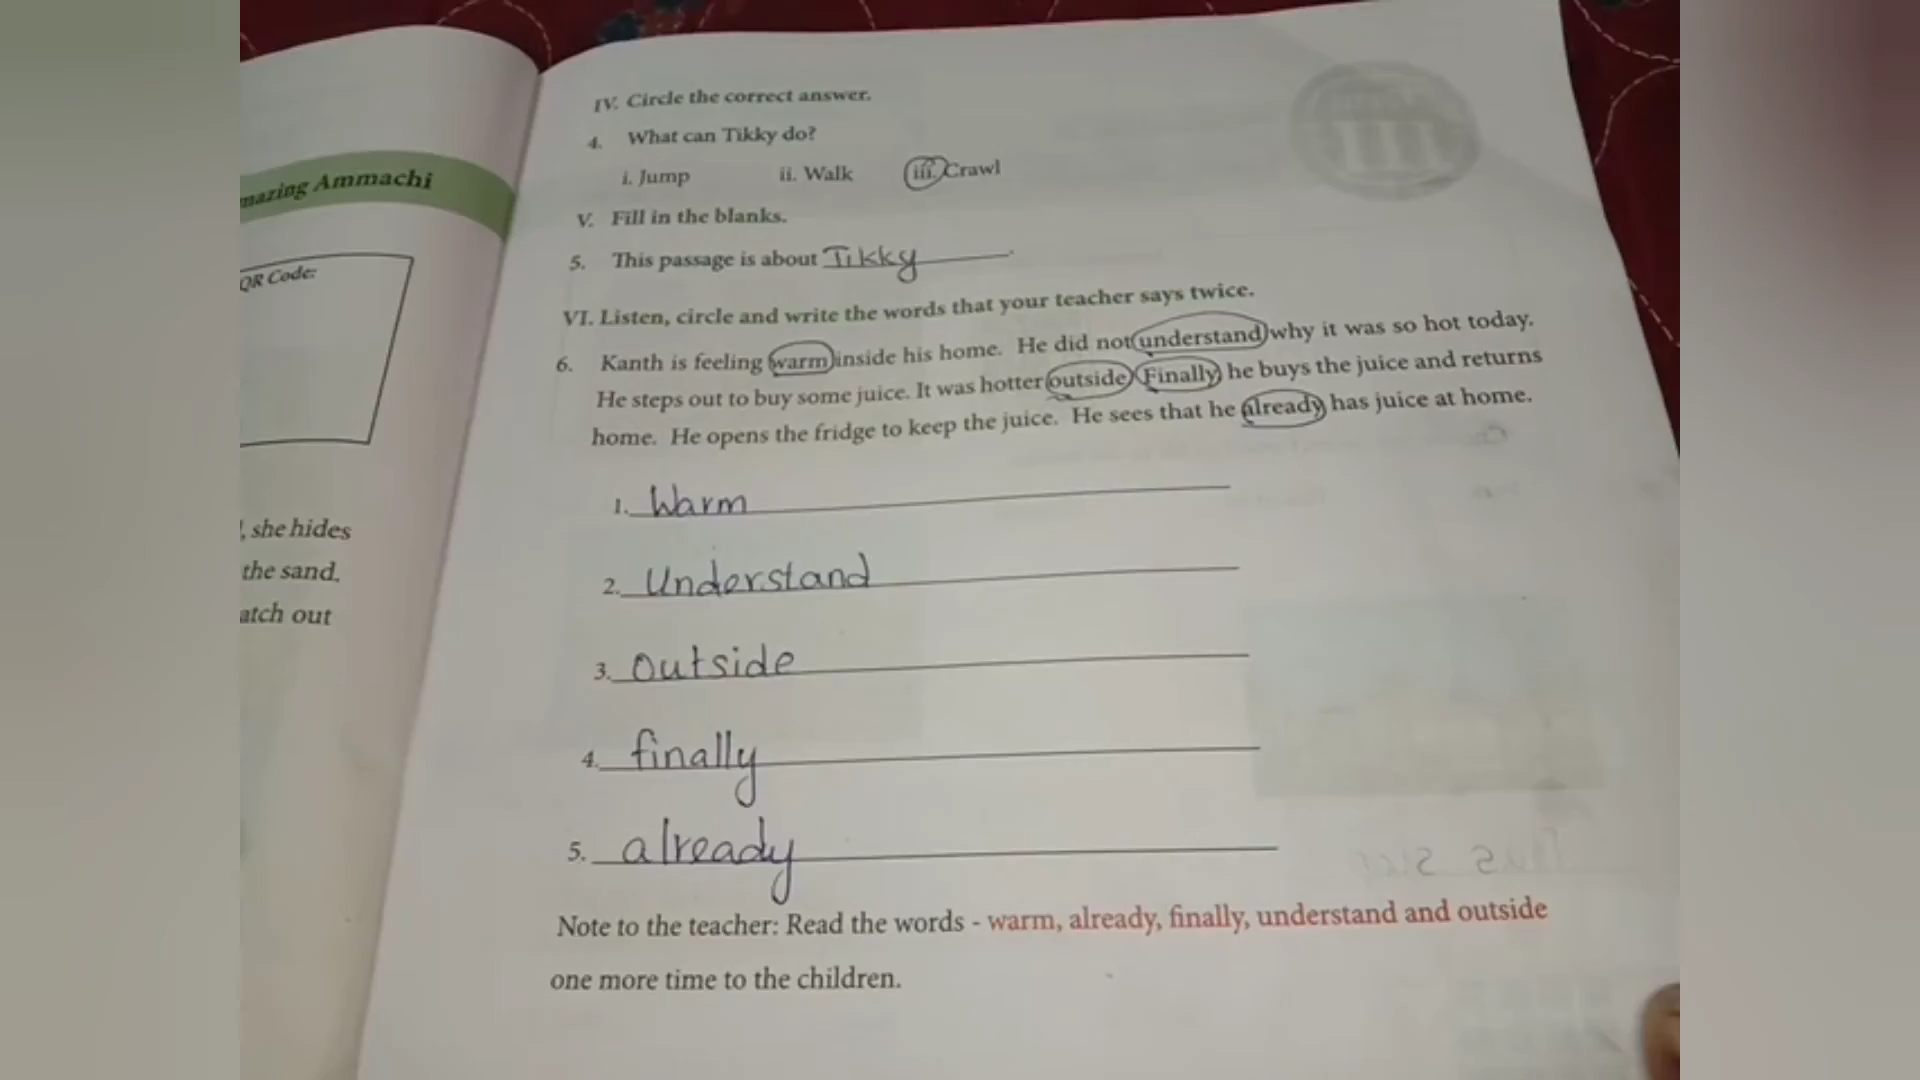 mazing Ammachi
QR Code:
, she hides
the sand.
atch out
IV. Circle the correct answer.
4. What can Tikky do?
i. Jump ii. Walk iii. Crawl
V. Fill in the blanks.
5. This passage is about Tikky
VI. Listen, circle and write the words that your teacher says twice.
6. Kanth is feeling warm inside his home. He did not understand why it was so hot today.
He steps out to buy some juice. It was hotter outside. Finally, he buys the juice and returns
home. He opens the fridge to keep the juice. He sees that he already has juice at home.
1. Warm
2. Understand
3. outside
4. finally
5. already
Note to the teacher: Read the words - warm, already, finally, understand and outside
one more time to the children.